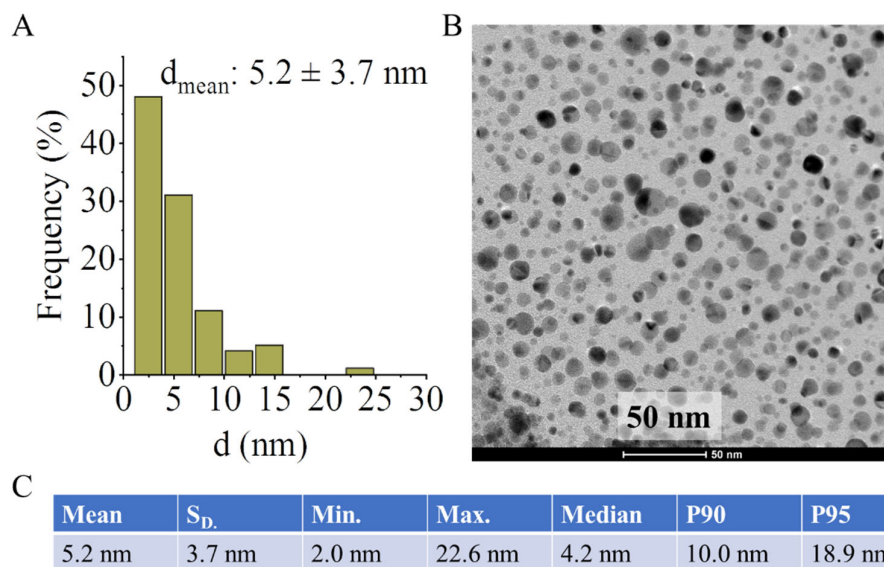 A
d_mean: 5.2 ± 3.7 nm
Frequency (%)
50
40
30
20
10
0
0 5 10 15 20 25 30
d (nm)
B
50 nm
50 nm
C
Mean S_D. Min. Max. Median P90 P95
5.2 nm 3.7 nm 2.0 nm 22.6 nm 4.2 nm 10.0 nm 18.9 nm